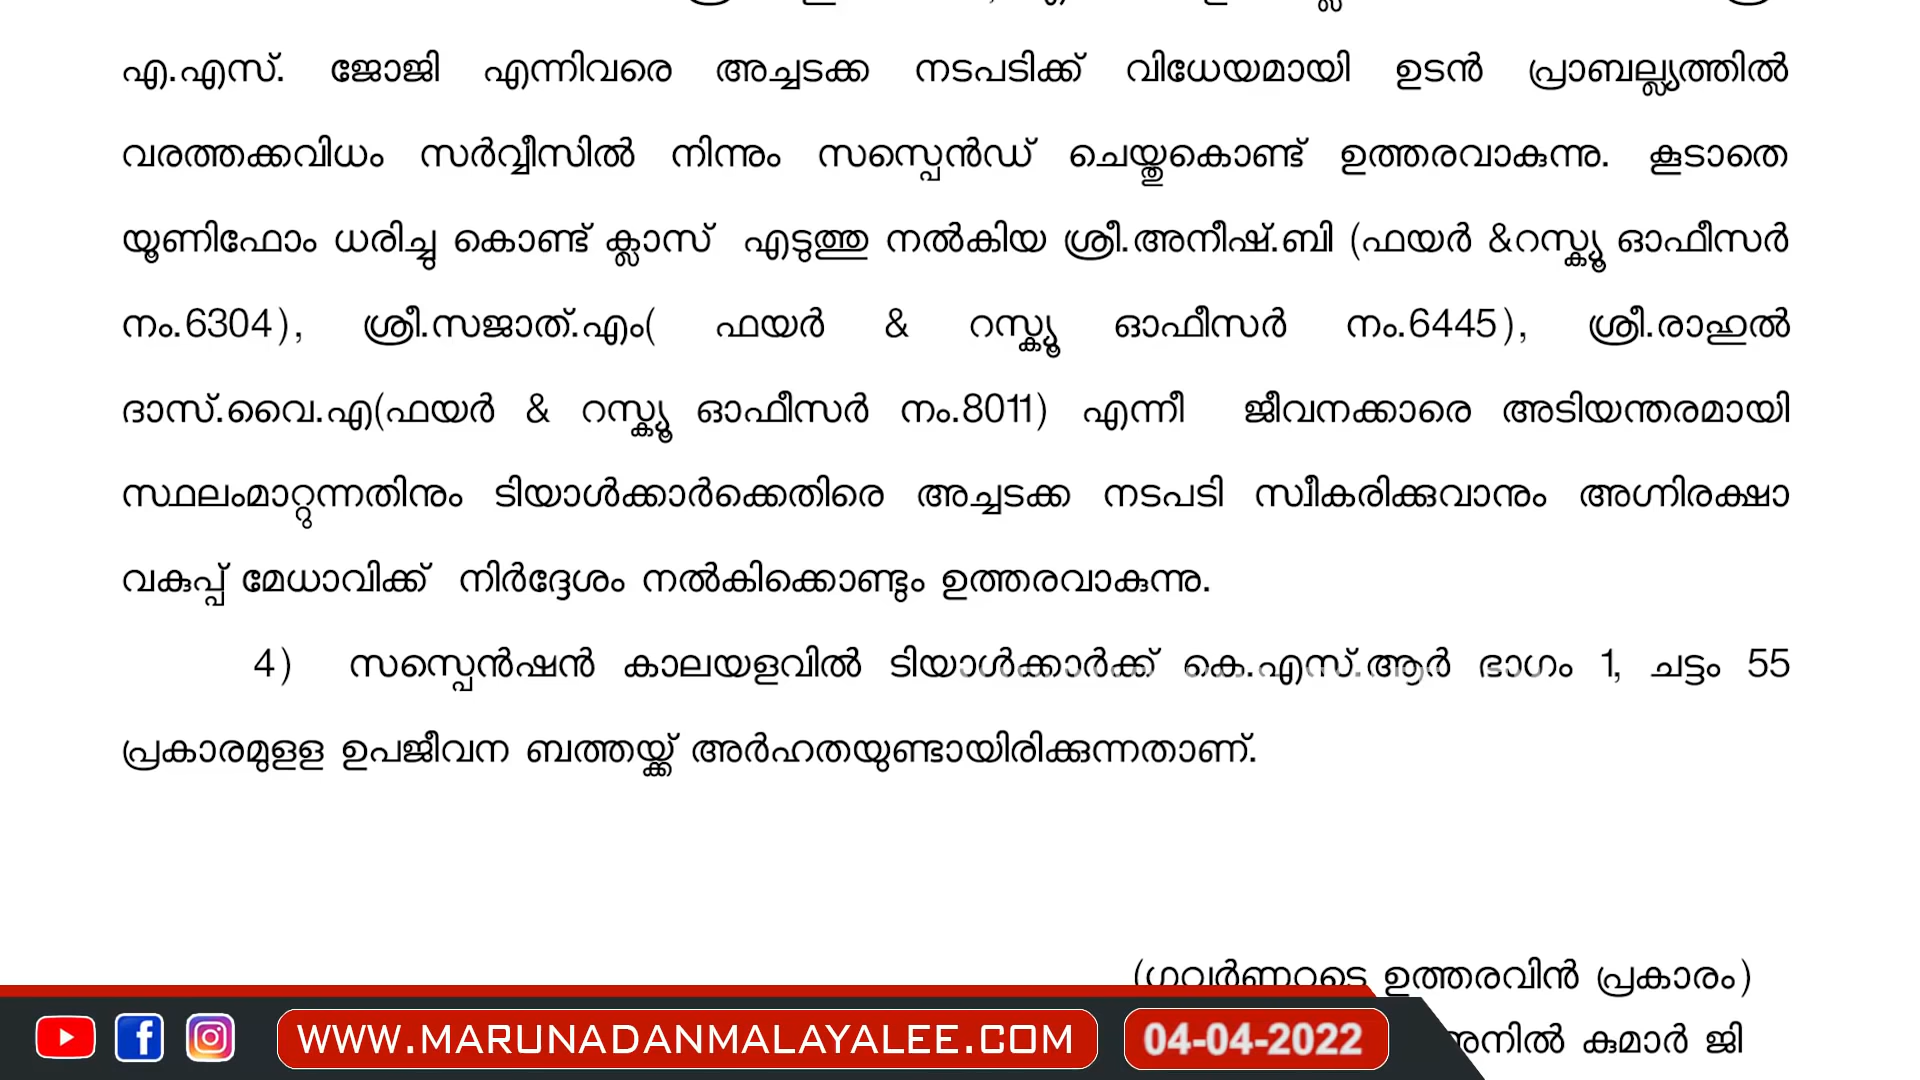 എ.എസ്. ജോജി എന്നിവരെ അച്ചടക്ക നടപടിക്ക് വിധേയമായി ഉടൻ പ്രാബല്ല്യത്തിൽ
വരത്തക്കവിധം സർവ്വീസിൽ നിന്നും സസ്പെൻഡ് ചെയ്തുകൊണ്ട് ഉത്തരവാകുന്നു. കൂടാതെ
യൂണിഫോം ധരിച്ചു കൊണ്ട് ക്ലാസ് എടുത്തു നൽകിയ ശ്രീ.അനീഷ്.ബി (ഫയർ &റസ്ക്യൂ ഓഫീസർ
നം.6304), ശ്രീ.സജാത്.എം( ഫയർ & റസ്ക്യൂ ഓഫീസർ നം.6445), ശ്രീ.രാഹുൽ
ദാസ്.വൈ.എ(ഫയർ & റസ്ക്യൂ ഓഫീസർ നം.8011) എന്നീ ജീവനക്കാരെ അടിയന്തരമായി
സ്ഥലംമാറ്റുന്നതിനും ടിയാൾക്കാർക്കെതിരെ അച്ചടക്ക നടപടി സ്വീകരിക്കുവാനും അഗ്നിരക്ഷാ
വകുപ്പ് മേധാവിക്ക് നിർദ്ദേശം നൽകിക്കൊണ്ടും ഉത്തരവാകുന്നു.
4) സസ്പെൻഷൻ കാലയളവിൽ ടിയാൾക്കാർക്ക് കെ.എസ്.ആർ ഭാഗം 1, ചട്ടം 55
പ്രകാരമുളള ഉപജീവന ബത്തയ്ക്ക് അർഹതയുണ്ടായിരിക്കുന്നതാണ്.
(ഗവർണറുടെ ഉത്തരവിൻ പ്രകാരം)
അനിൽ കുമാർ ജി
WWW.MARUNADANMALAYALEE.COM
04-04-2022